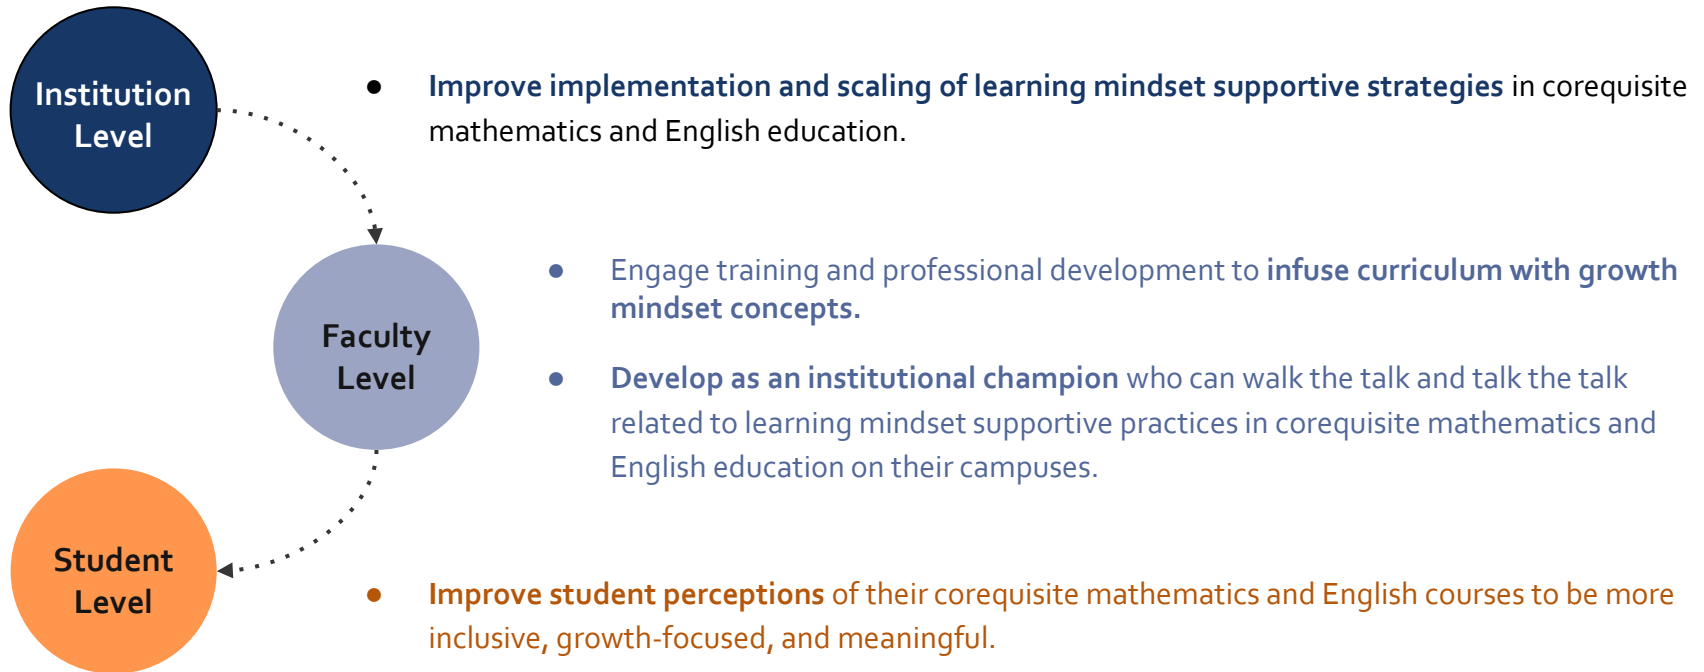 Institution
Level
● Improve implementation and scaling of learning mindset supportive strategies in corequisite
mathematics and English education.
Faculty
Level
● Engage training and professional development to infuse curriculum with growth
mindset concepts.
● Develop as an institutional champion who can walk the talk and talk the talk
related to learning mindset supportive practices in corequisite mathematics and
English education on their campuses.
Student
Level
● Improve student perceptions of their corequisite mathematics and English courses to be more
inclusive, growth-focused, and meaningful.